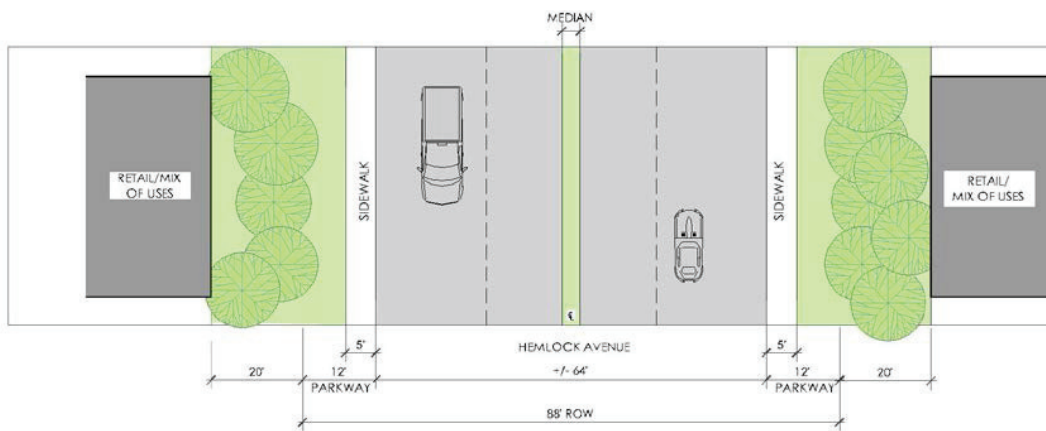 MEDIAN
RETAIL/MIX
OF USES
SIDEWALK
SIDEWALK
RETAIL/
MIX OF USES
HEMLOCK AVENUE
5'
5'
20'
12'
+/- 64'
12'
20'
PARKWAY
PARKWAY
88' ROW